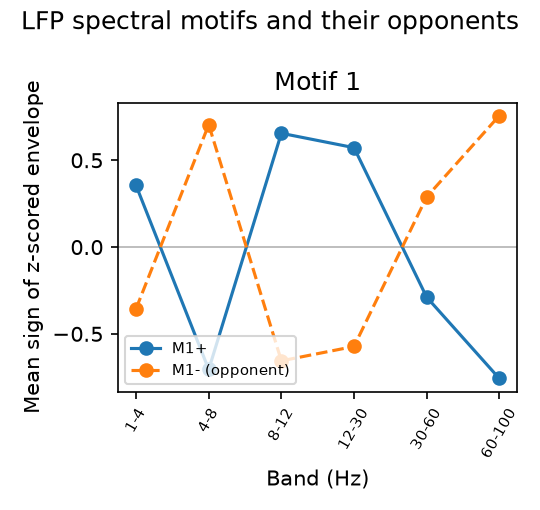 LFP spectral motifs and their opponents
Motif 1
Mean sign of z-scored envelope
0.5
0.0
−0.5
M1+
M1- (opponent)
1-4
4-8
8-12
12-30
30-60
60-100
Band (Hz)